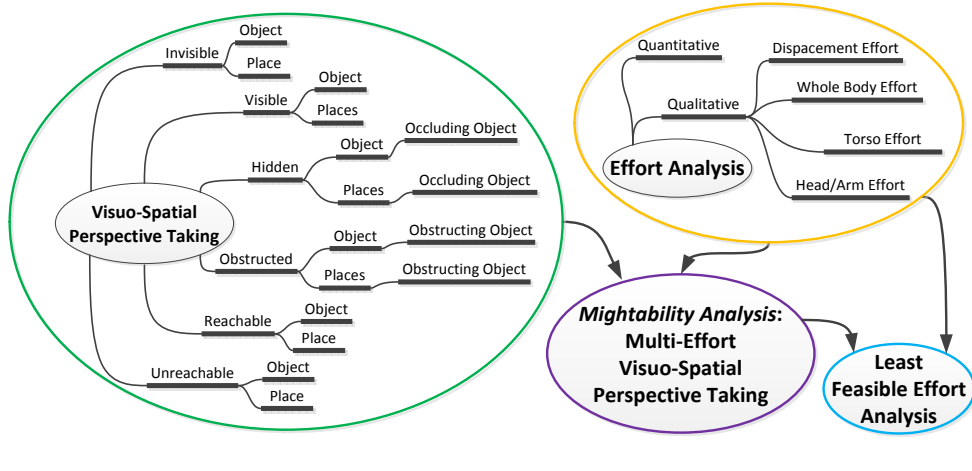 Invisible
Object
Place
Visible
Object
Places
Hidden
Object
Occluding Object
Places
Occluding Object
Visuo-Spatial
Perspective Taking
Obstructed
Object
Obstructing Object
Places
Obstructing Object
Reachable
Object
Place
Unreachable
Object
Place
Quantitative
Qualitative
Dispacement Effort
Whole Body Effort
Torso Effort
Head/Arm Effort
Effort Analysis
Mightability Analysis:
Multi-Effort
Visuo-Spatial
Perspective Taking
Least
Feasible Effort
Analysis